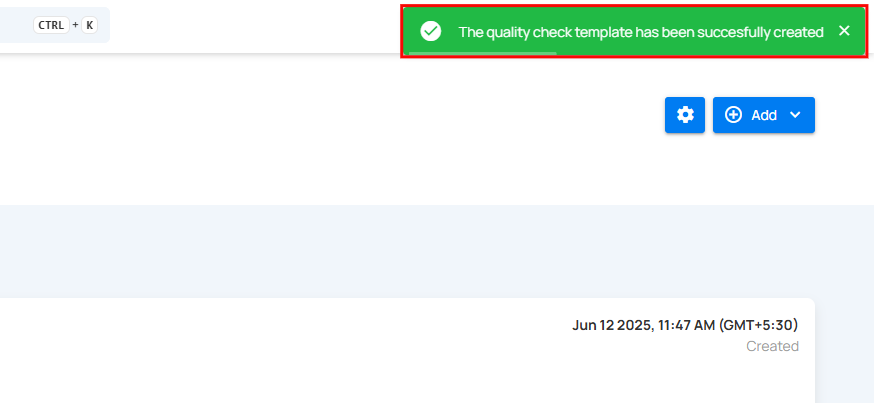 CTRL + K
The quality check template has been succesfully created
Add
Jun 12 2025, 11:47 AM (GMT+5:30)
Created